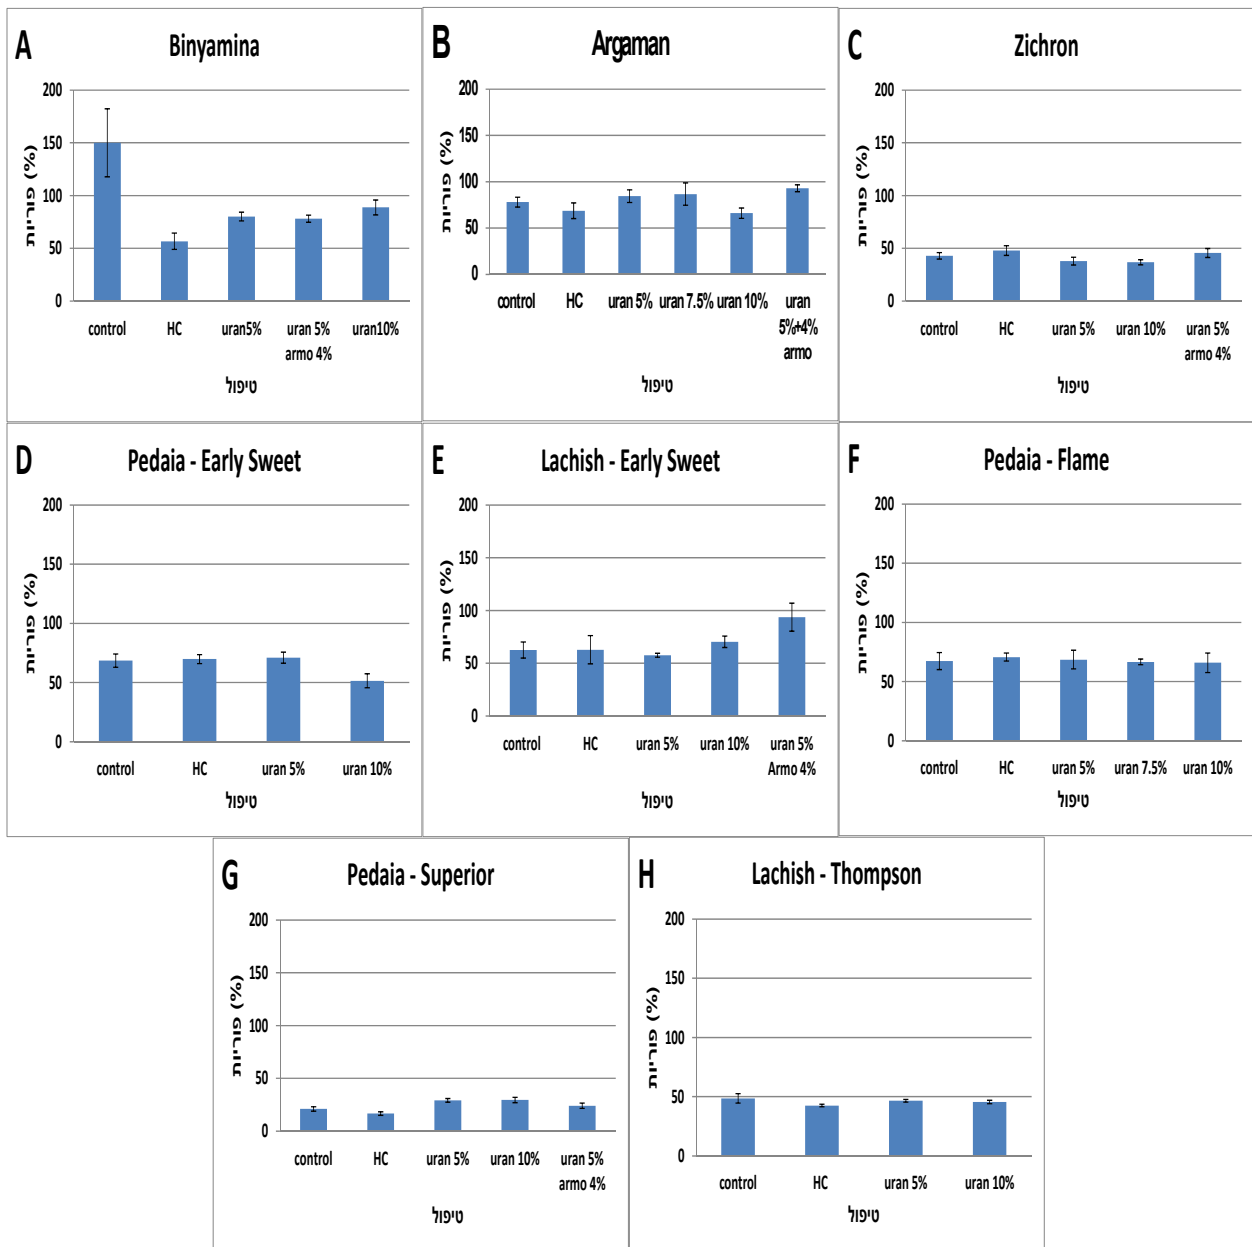 A
Binyamina
200
150
100
50
0
פוריות (%)
control HC uran5% uran 5% uran10%
armo 4%
טיפול
B
Argaman
200
150
100
50
0
פוריות (%)
control HC uran 5% uran 7.5% uran 10% uran
5%+4%
armo
טיפול
C
Zichron
200
150
100
50
0
פוריות (%)
control HC uran 5% uran 10% uran 5%
armo 4%
טיפול
D
Pedaia - Early Sweet
200
150
100
50
0
פוריות (%)
control HC uran 5% uran 10%
טיפול
E
Lachish - Early Sweet
200
150
100
50
0
פוריות (%)
control HC uran 5% uran 10% uran 5%
Armo 4%
טיפול
F
Pedaia - Flame
200
150
100
50
0
פוריות (%)
control HC uran 5% uran 7.5% uran 10%
טיפול
G
Pedaia - Superior
200
150
100
50
0
פוריות (%)
control HC uran 5% uran 10% uran 5%
armo 4%
טיפול
H
Lachish - Thompson
200
150
100
50
0
פוריות (%)
control HC uran 5% uran 10%
טיפול